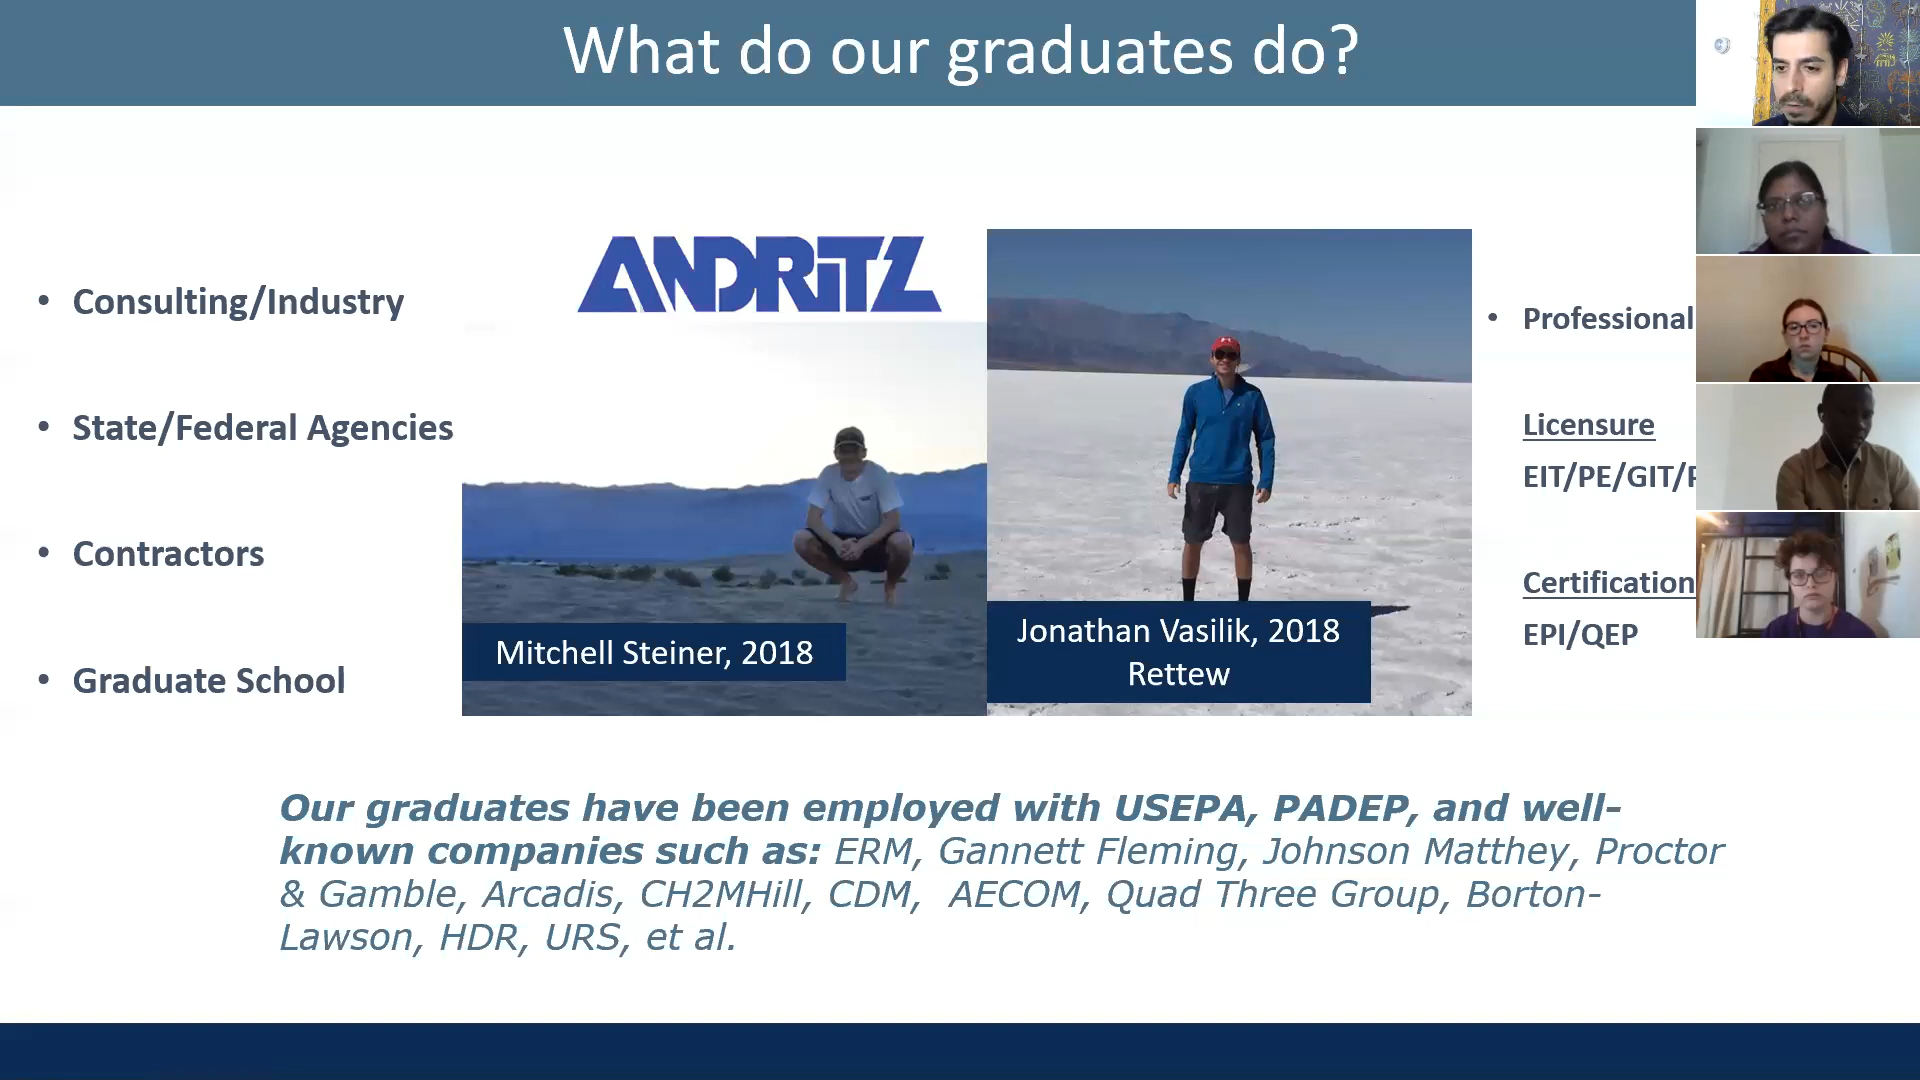 What do our graduates do?
ANDRITZ
• Consulting/Industry
• State/Federal Agencies
• Contractors
• Graduate School
Mitchell Steiner, 2018
Jonathan Vasilik, 2018
Rettew
• Professional
Licensure
EIT/PE/GIT/
Certification
EPI/QEP
Our graduates have been employed with USEPA, PADEP, and well-
known companies such as: ERM, Gannett Fleming, Johnson Matthey, Proctor
& Gamble, Arcadis, CH2MHill, CDM, AECOM, Quad Three Group, Borton-
Lawson, HDR, URS, et al.